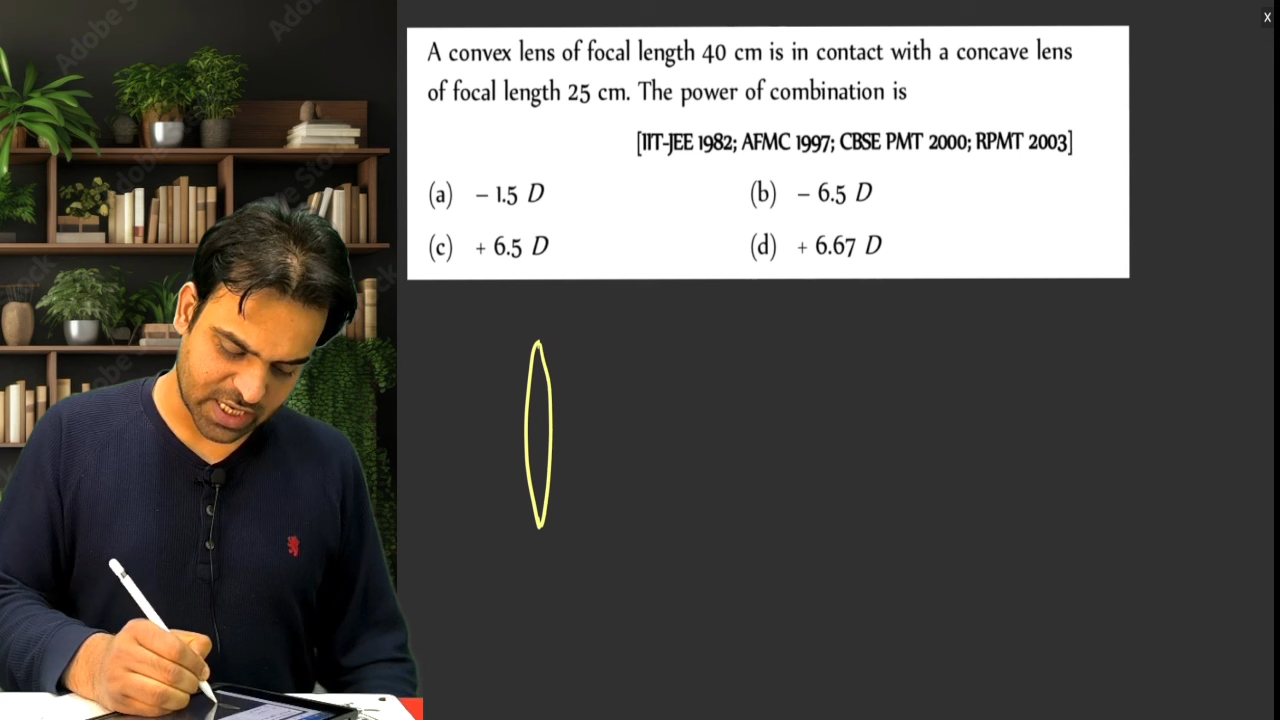 X
A convex lens of focal length 40 cm is in contact with a concave lens
of focal length 25 cm. The power of combination is
[IIT-JEE 1982; AFMC 1997; CBSE PMT 2000; RPMT 2003]
(a) – 1.5 D (b) – 6.5 D
(c) + 6.5 D (d) + 6.67 D
Adobe Stock